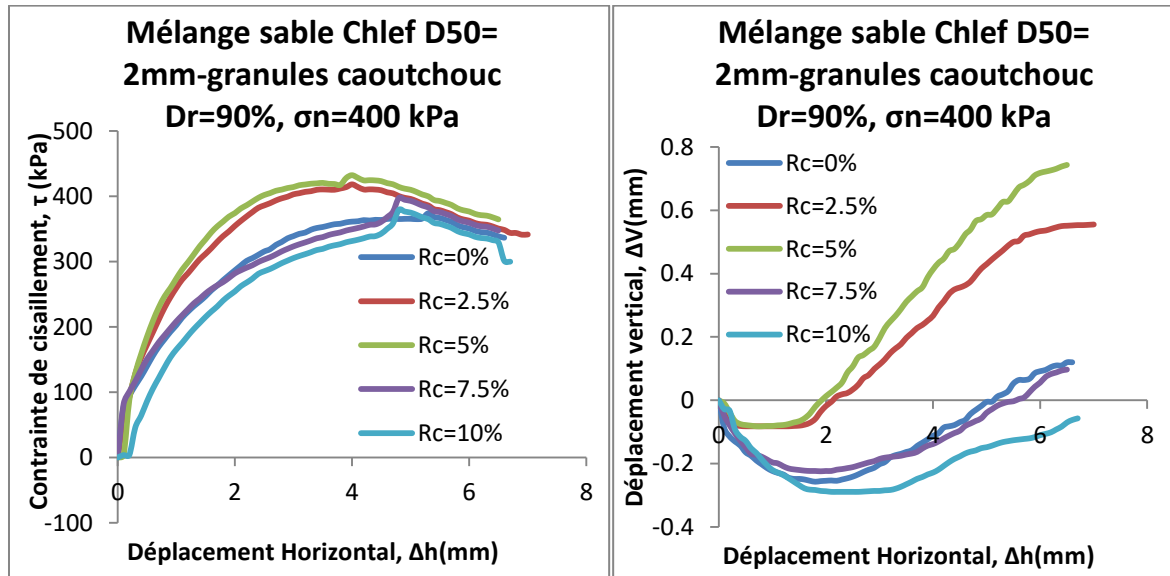 Mélange sable Chlef D50=
2mm-granules caoutchouc
Dr=90%, σn=400 kPa
Contrainte de cisaillement, τ (kPa)
500
400
300
200
100
0
-100
0
2
4
6
8
Rc=0%
Rc=2.5%
Rc=5%
Rc=7.5%
Rc=10%
Déplacement Horizontal, Δh(mm)
Mélange sable Chlef D50=
2mm-granules caoutchouc
Dr=90%, σn=400 kPa
Déplacement vertical, ΔV(mm)
0.8
0.6
0.4
0.2
0
-0.2
-0.4
0
2
4
6
8
Rc=0%
Rc=2.5%
Rc=5%
Rc=7.5%
Rc=10%
Déplacement Horizontal, Δh(mm)